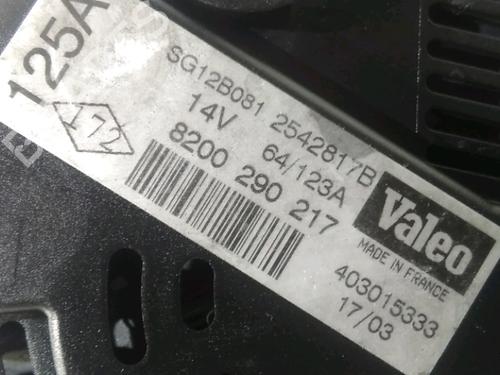 125A
SG12B081 2542817B
14V 64/123A
172
8200 290 217
Valeo
MADE IN FRANCE
403015333
17/03